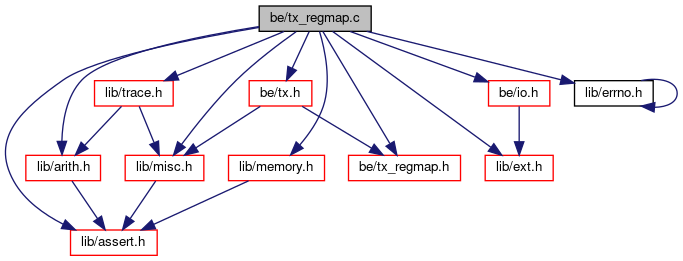 be/tx_regmap.c
lib/trace.h
be/tx.h
be/io.h
lib/errno.h
lib/arith.h
lib/misc.h
lib/memory.h
be/tx_regmap.h
lib/ext.h
lib/assert.h